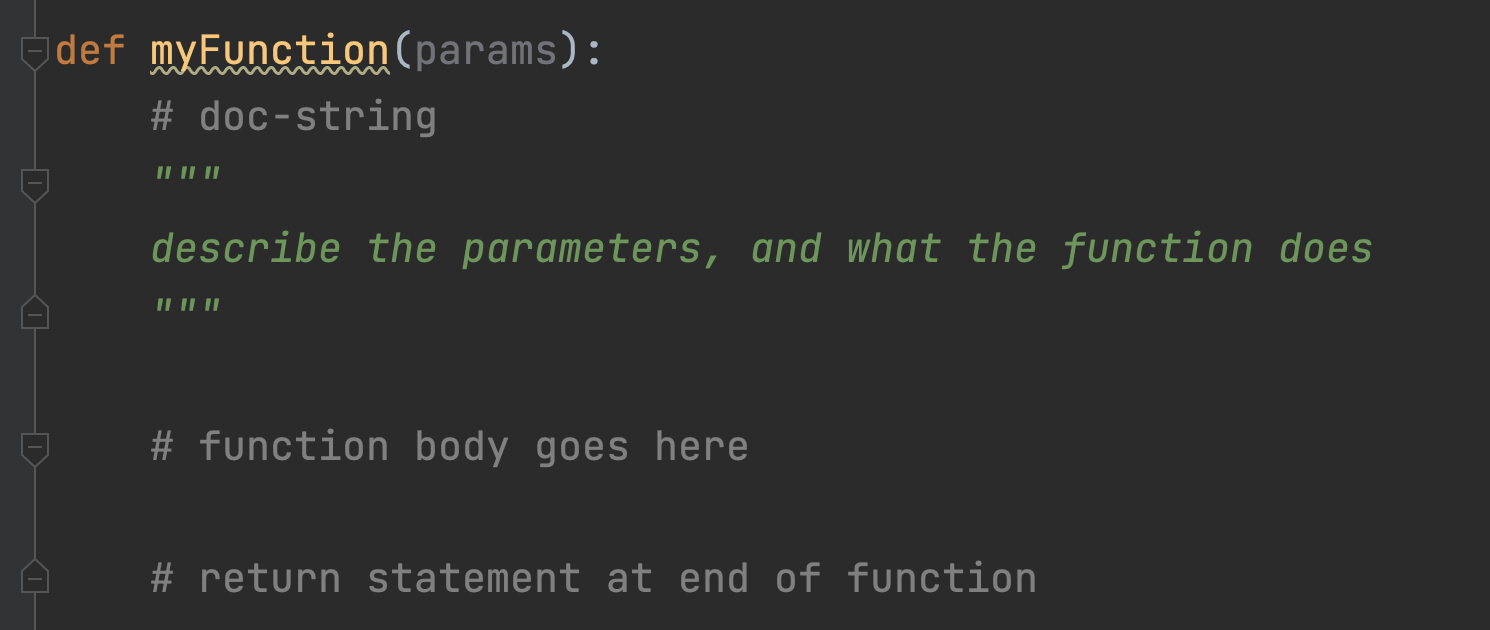 def myFunction(params):
    # doc-string
    """
    describe the parameters, and what the function does
    """
    # function body goes here
    # return statement at end of function